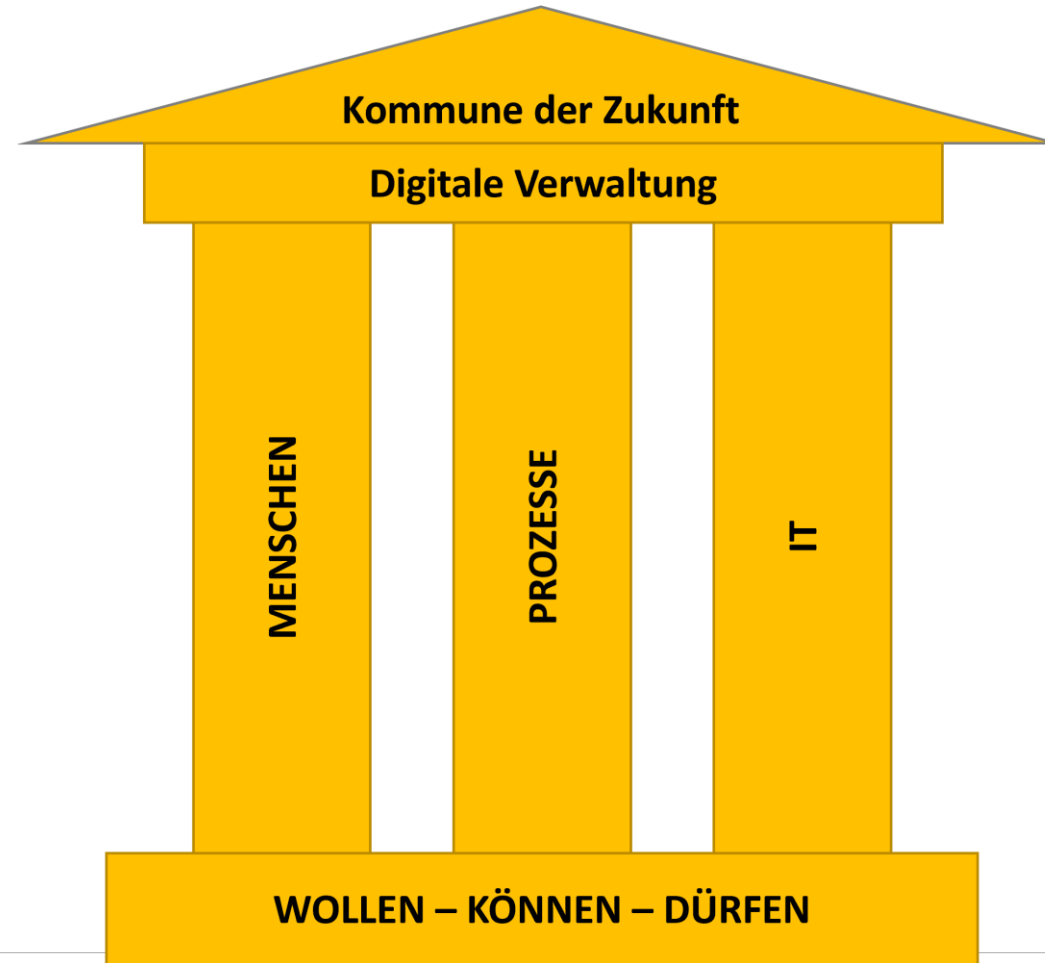 Kommune der Zukunft
Digitale Verwaltung
MENSCHEN
PROZESSE
IT
WOLLEN – KÖNNEN – DÜRFEN